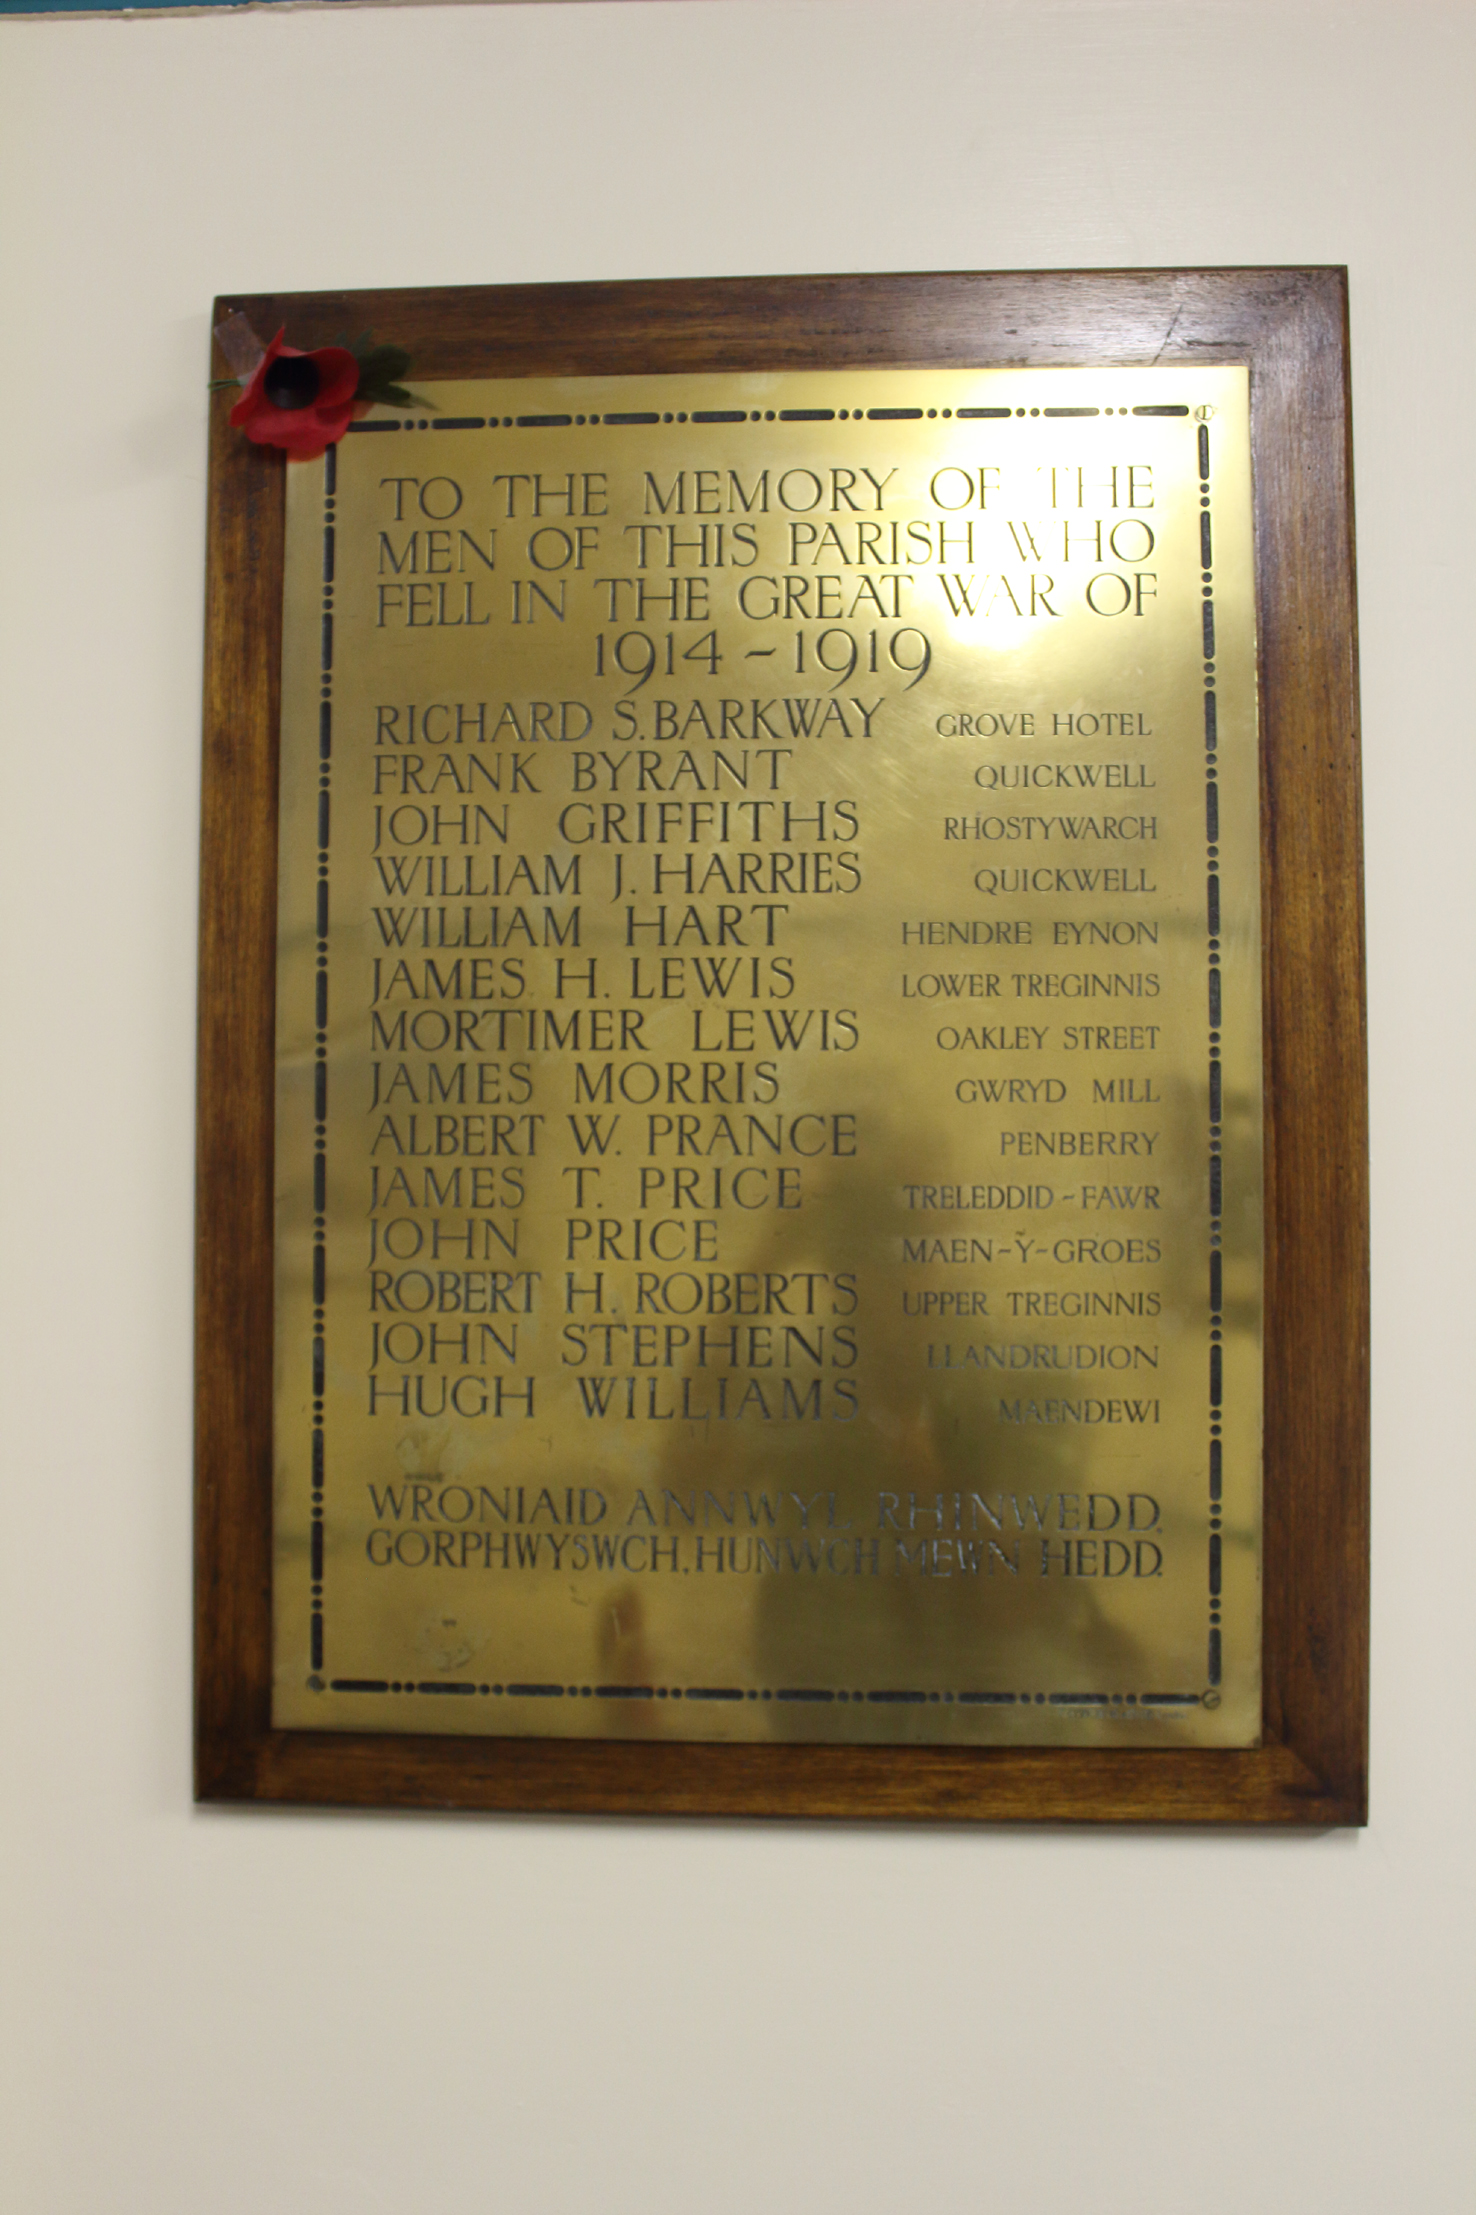 TO THE MEMORY OF THE
MEN OF THIS PARISH WHO
FELL IN THE GREAT WAR OF
1914 ~ 1919
RICHARD S. BARKWAY GROVE HOTEL
FRANK BYRANT QUICKWELL
JOHN GRIFFITHS RHOSTYWARCH
WILLIAM J. HARRIES QUICKWELL
WILLIAM HART HENDRE EYNON
JAMES H. LEWIS LOWER TREGINNIS
MORTIMER LEWIS OAKLEY STREET
JAMES MORRIS GWRYD MILL
ALBERT W. PRANCE PENBERRY
JAMES T. PRICE TRELEDDID ~ FAWR
JOHN PRICE MAEN~Y~GROES
ROBERT H. ROBERTS UPPER TREGINNIS
JOHN STEPHENS LLANDRUDION
HUGH WILLIAMS MAENDEWI
WRONIAID ANNWYL RHINWEDD.
GORPHWYSWCH, HUNWCH MEWN HEDD.